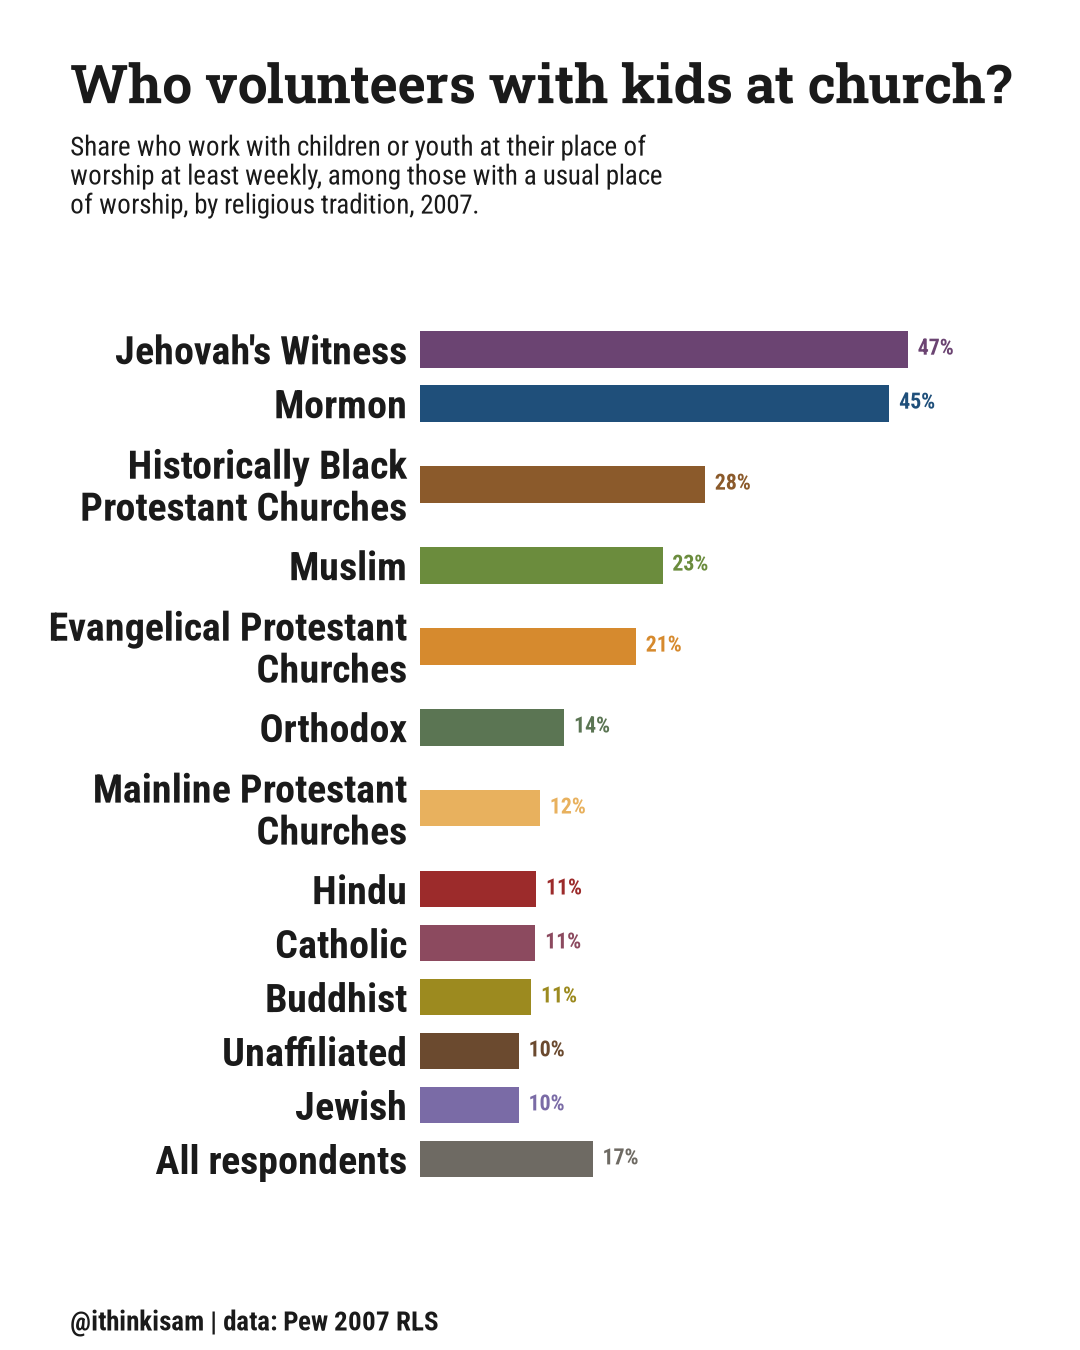 Who volunteers with kids at church?
Share who work with children or youth at their place of
worship at least weekly, among those with a usual place
of worship, by religious tradition, 2007.
Jehovah's Witness 47%
Mormon 45%
Historically Black
Protestant Churches 28%
Muslim 23%
Evangelical Protestant
Churches 21%
Orthodox 14%
Mainline Protestant
Churches 12%
Hindu 11%
Catholic 11%
Buddhist 11%
Unaffiliated 10%
Jewish 10%
All respondents 17%
@ithinkisam | data: Pew 2007 RLS